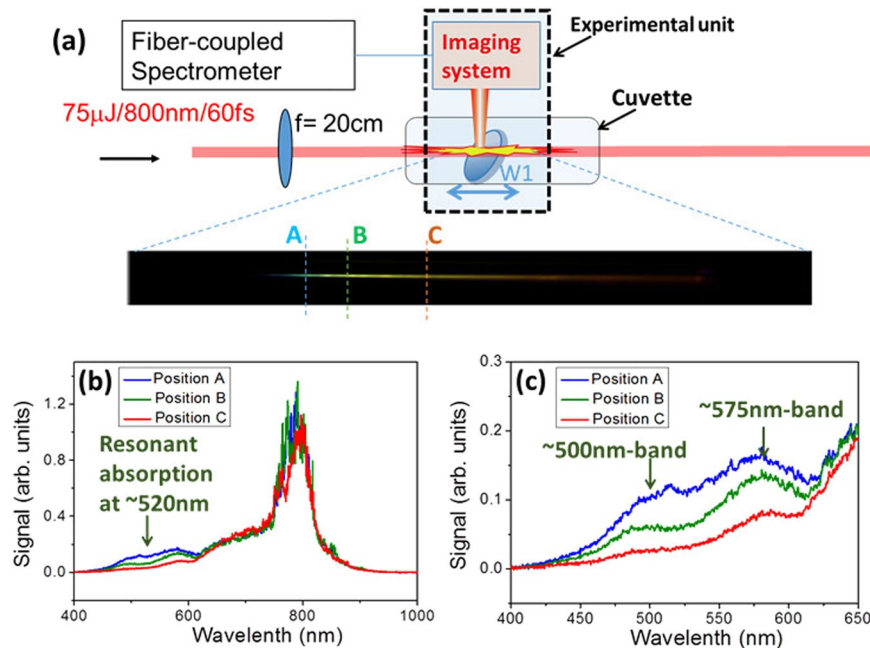 (a)
Fiber-coupled
Spectrometer
Imaging
system
Experimental unit
Cuvette
75μJ/800nm/60fs
f= 20cm
W1
A
B
C
(b)
Position A
Position B
Position C
Resonant
absorption
at ~520nm
Signal (arb. units)
1.2
0.8
0.4
0.0
400
600
800
1000
Wavelenth (nm)
(c)
Position A
Position B
Position C
~575nm-band
~500nm-band
Signal (arb. units)
0.3
0.2
0.1
0.0
400
450
500
550
600
650
Wavelenth (nm)